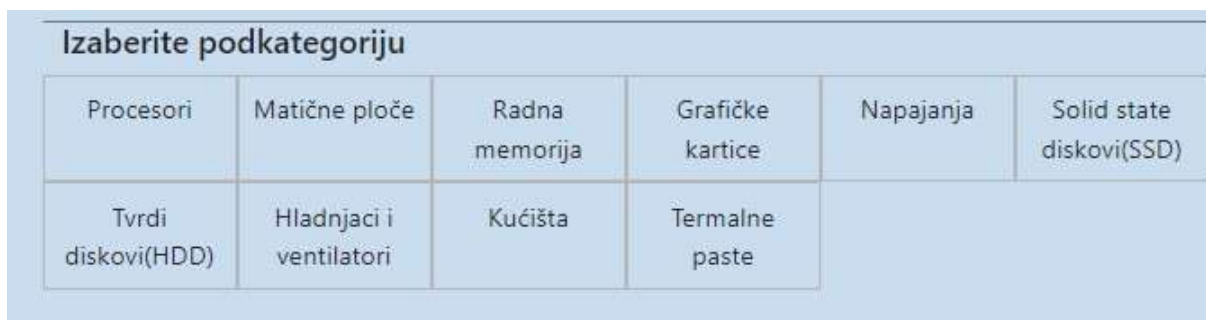 Izaberite podkategoriju
Procesori
Matične ploče
Radna
memorija
Grafičke
kartice
Napajanja
Solid state
diskovi(SSD)
Tvrdi
diskovi(HDD)
Hladnjaci i
ventilatori
Kućišta
Termalne
paste